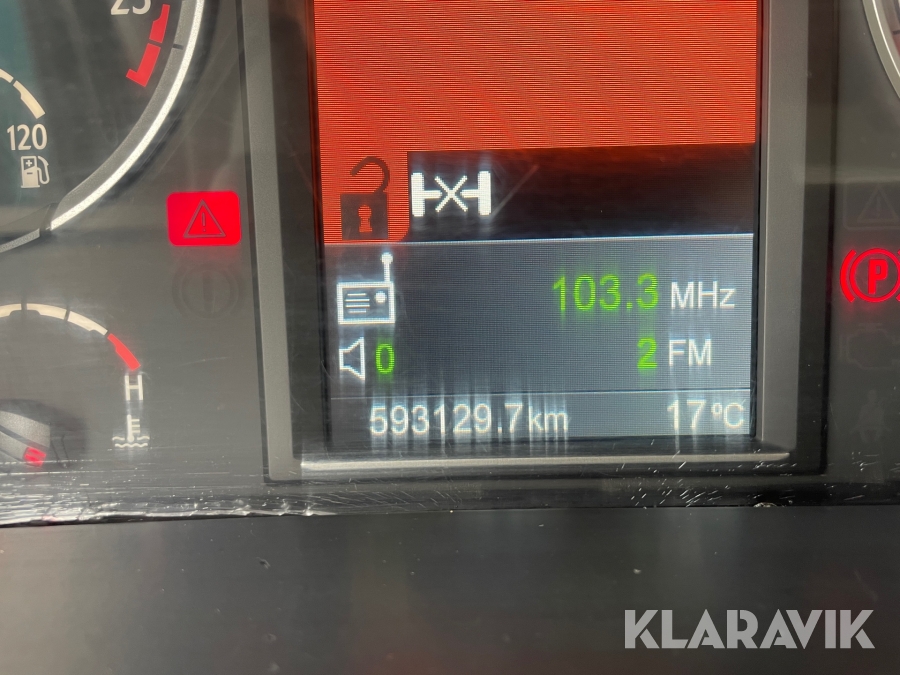 25
120
103.3 MHz
0 2 FM
593129.7km 17ºC
H
P
KLARAVIK